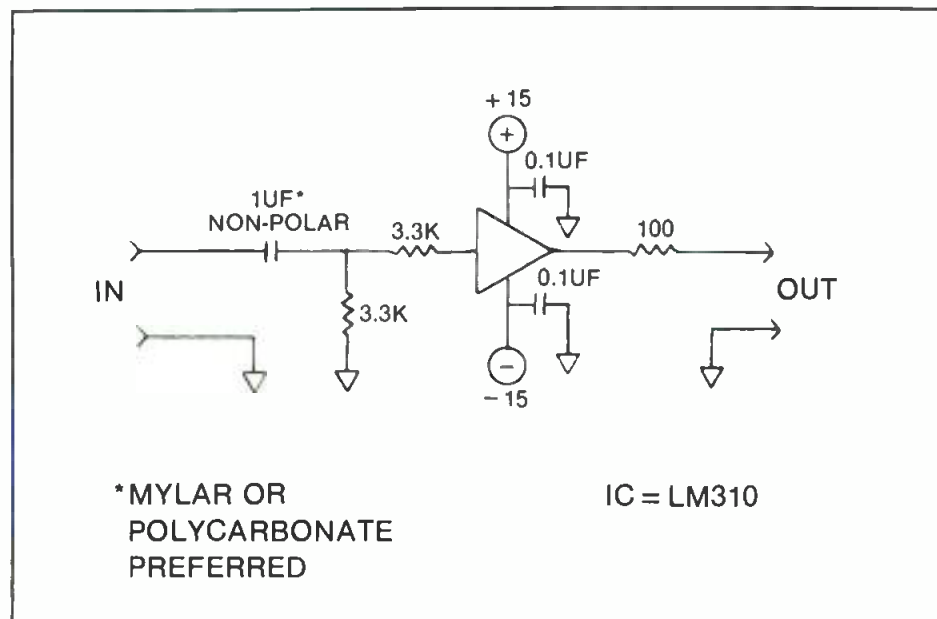 + 15
+
0.1UF
1UF*
NON-POLAR
3.3K
100
IN
3.3K
0.1UF
OUT
−
− 15
*MYLAR OR
POLYCARBONATE
PREFERRED
IC = LM310